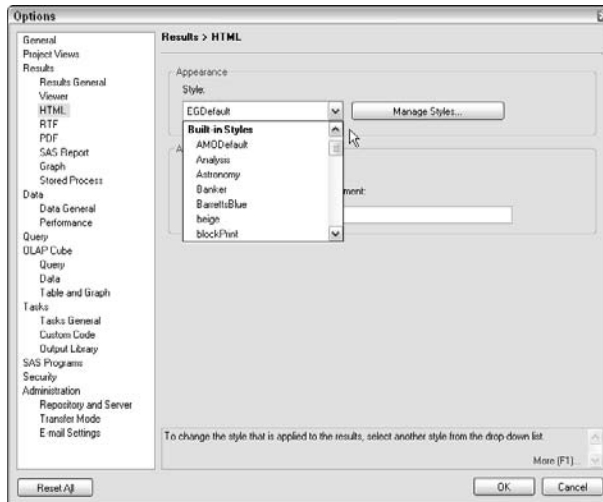 Options
General
Project Views
Results
Results General
Viewer
HTML
RTF
PDF
SAS Report
Graph
Stored Process
Data
Data General
Performance
Query
OLAP Cube
Query
Data
Table and Graph
Tasks
Tasks General
Custom Code
Output Library
SAS Programs
Security
Administration
Repository and Server
Transfer Mode
E-mail Settings
Results > HTML
Appearance
Style:
EGDefault
Manage Styles...
Built-in Styles
AMODefault
Analysis
Astronomy
Banker
BarrettsBlue
beige
blockPrint
A
ment:
To change the style that is applied to the results, select another style from the drop-down list.
More (F1)...
Reset All
OK
Cancel